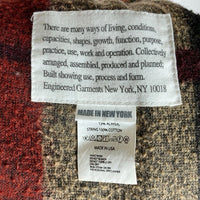 There are many ways of living, conditions,
capacities, shapes, growth, function, purpose,
practice, use, work and operation. Collectively
arranged, assembled, produced and planned;
Built showing use, process and form.
Engineered Garments New York, NY 10018
MADE IN NEW YORK
100% COTTON
MADE IN USA